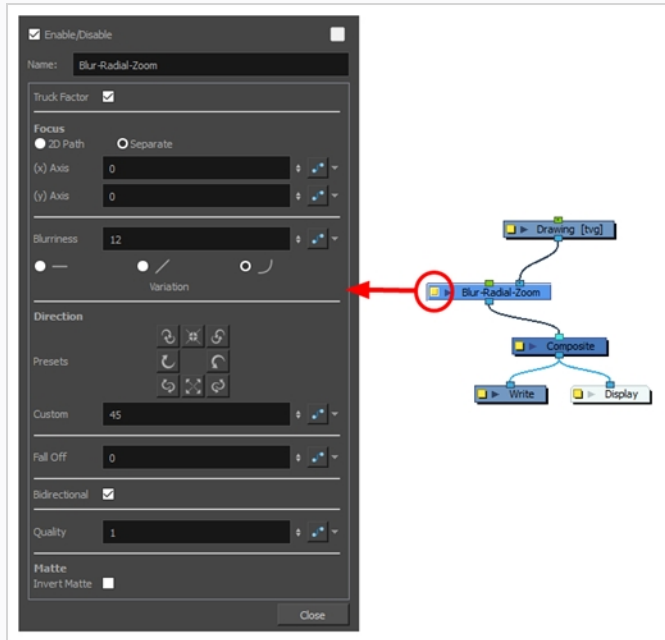 Enable/Disable
Name: Blur-Radial-Zoom
Truck Factor
Focus
2D Path Separate
(x) Axis 0
(y) Axis 0
Blurriness 12
Variation
Direction
Presets
Custom 45
Fall Off 0
Bidirectional
Quality 1
Matte
Invert Matte
Close
Drawing [tvg]
Blur-Radial-Zoom
Composite
Write Display